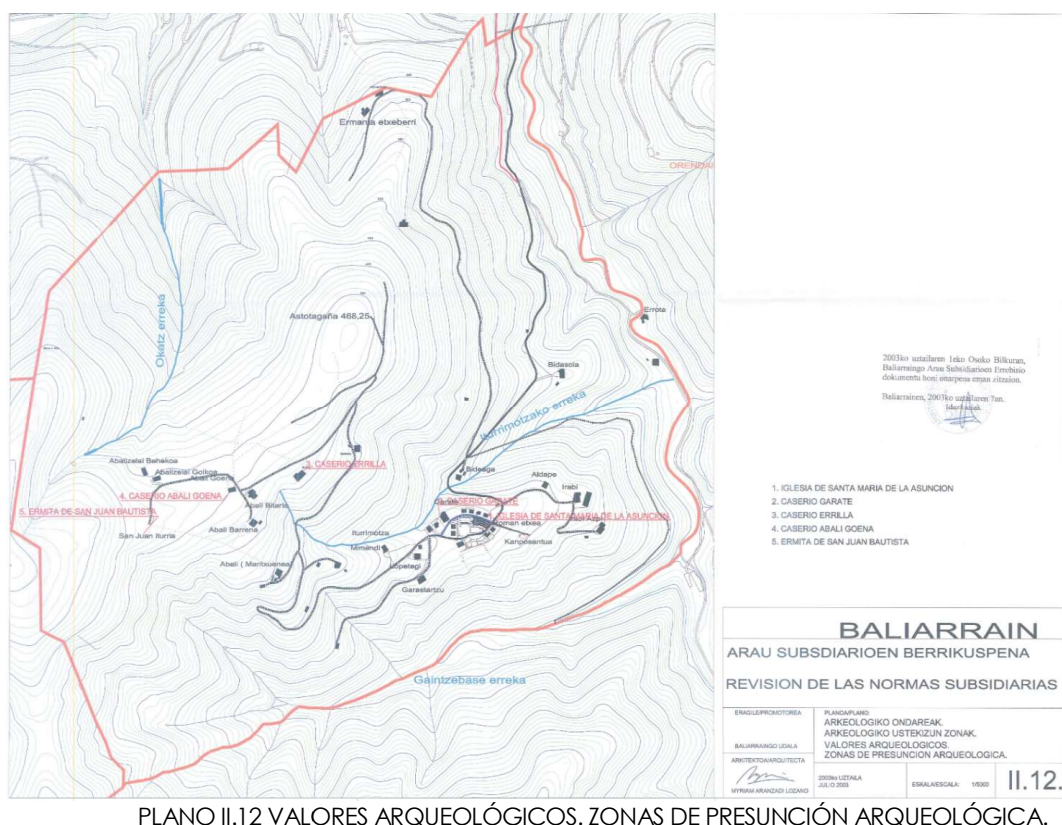 Ermarua etxeberri
ORENDAI
Okatz erreka
Astotagaña 468,25
Errota
Bidasola
Iturrimotzako erreka
Bideaga
Aldape
Irabi
3. CASERIO ERRILLA
Abalizelai Behekoa
Abalizelai Goikoa
Abali Goena
4. CASERIO ABALI GOENA
5. ERMITA DE SAN JUAN BAUTISTA
San Juan Iturria
Abali Bitarte
Abali Barrena
Abali ( Maritxuenea)
2. CASERIO GARATE
1. IGLESIA DE SANTA MARIA DE LA ASUNCION
Kanposantua
Iturrimotza
Mimendi
Lopetegi
Garastartzu
Gaintzebase erreka
2003ko uztailaren 1eko Osoko Bilkuran,
Baliarraingo Arau Subsidiarioen Errebisio
dokumentu honi onarpena eman zitzaion.
Baliarrainen, 2003ko uztailaren 7an.
Idazkariak
1. IGLESIA DE SANTA MARIA DE LA ASUNCION
2. CASERIO GARATE
3. CASERIO ERRILLA
4. CASERIO ABALI GOENA
5. ERMITA DE SAN JUAN BAUTISTA
BALIARRAIN
ARAU SUBSDIARIOEN BERRIKUSPENA
REVISION DE LAS NORMAS SUBSIDIARIAS
ERAGILE/PROMOTOREA
BALIARRAINGO UDALA
ARKITEKTOA/ARQUITECTA
MYRIAM ARANZADI LOZANO
PLANOA/PLANO:
ARKEOLOGIKO ONDAREAK.
ARKEOLOGIKO USTEKIZUN ZONAK.
VALORES ARQUEOLOGICOS.
ZONAS DE PRESUNCION ARQUEOLOGICA.
2003ko UZTAILA
JULIO 2003
ESKALA/ESCALA: 1/5000
II.12.
PLANO II.12 VALORES ARQUEOLÓGICOS. ZONAS DE PRESUNCIÓN ARQUEOLÓGICA.